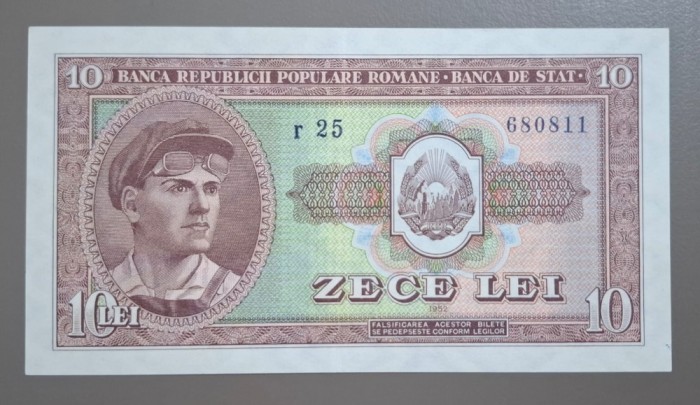 10 BANCA REPUBLICII POPULARE ROMANE · BANCA DE STAT · 10
r 25 680811
ZECE LEI
10 LEI 1952 10
FALSIFICAREA ACESTOR BILETE
SE PEDEPSESTE CONFORM LEGILOR